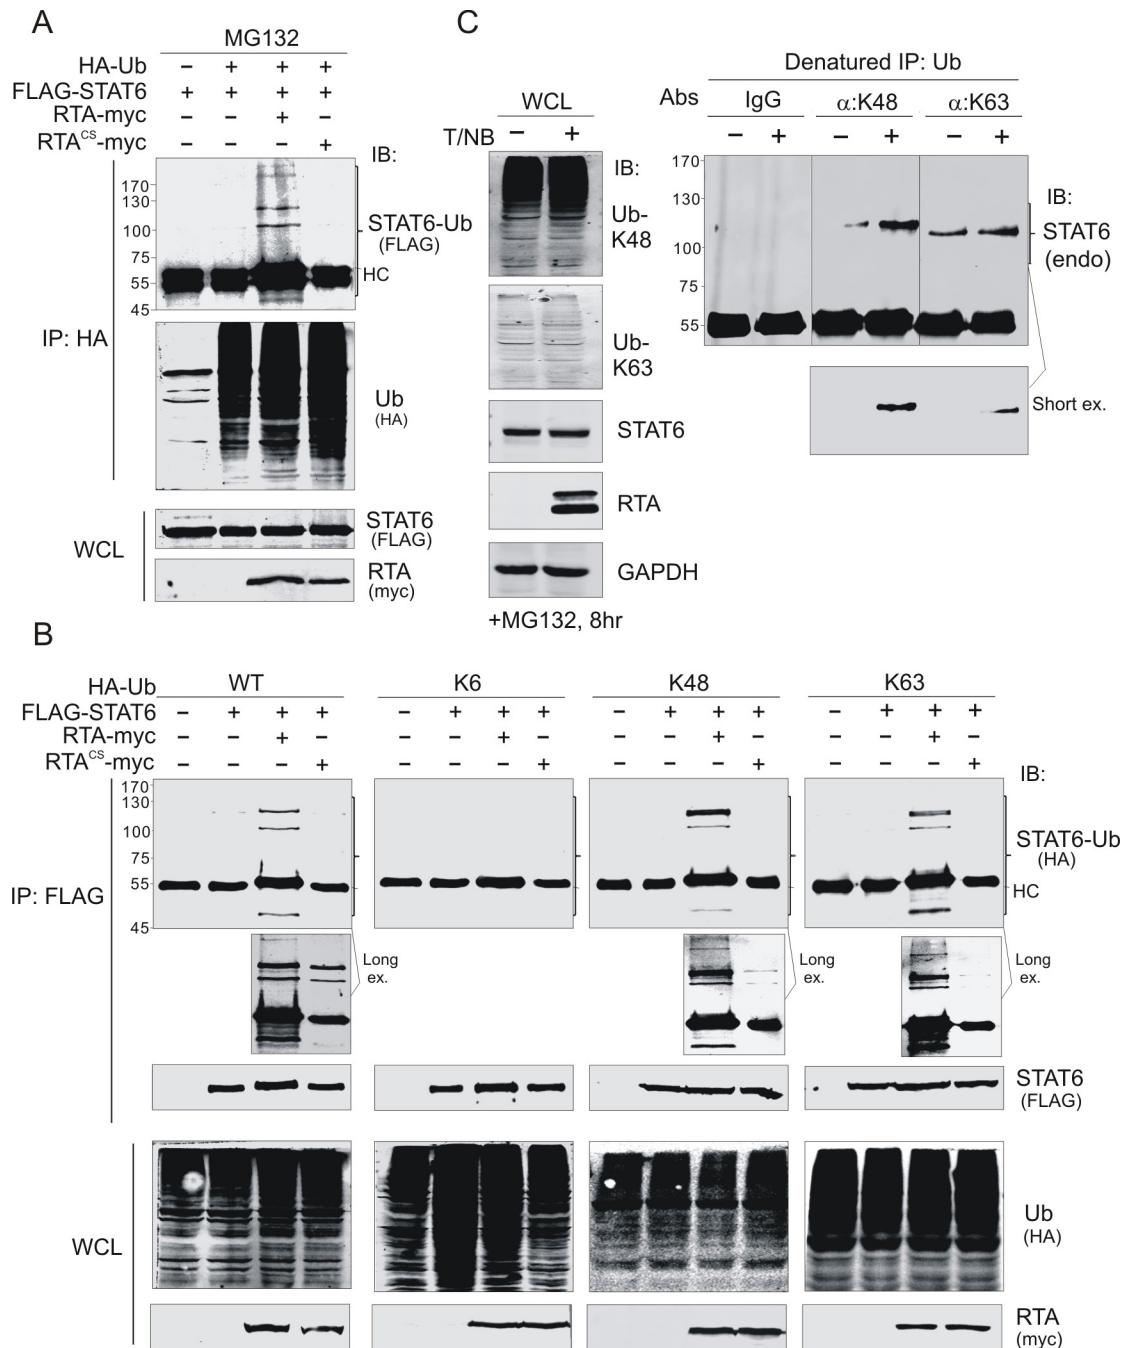 A
MG132
HA-Ub − + + +
FLAG-STAT6 + + + +
RTA-myc − − + −
RTACS-myc − − − +
IB:
170
130
100
75
55
45
STAT6-Ub
(FLAG)
HC
IP: HA
Ub
(HA)
WCL
STAT6
(FLAG)
RTA
(myc)
C
WCL
T/NB − +
IB:
Ub-
K48
Ub-
K63
STAT6
RTA
GAPDH
+MG132, 8hr
Denatured IP: Ub
Abs IgG α:K48 α:K63
− + − + − +
170
130
100
75
55
IB:
STAT6
(endo)
Short ex.
B
HA-Ub WT K6 K48 K63
FLAG-STAT6 − + + + − + + + − + + + − + + +
RTA-myc − − + − − − + − − − + − − − + −
RTACS-myc − − − + − − − + − − − + − − − +
IB:
170
130
100
75
55
45
STAT6-Ub
(HA)
HC
IP: FLAG
Long
ex.
Long
ex.
Long
ex.
STAT6
(FLAG)
WCL
Ub
(HA)
RTA
(myc)